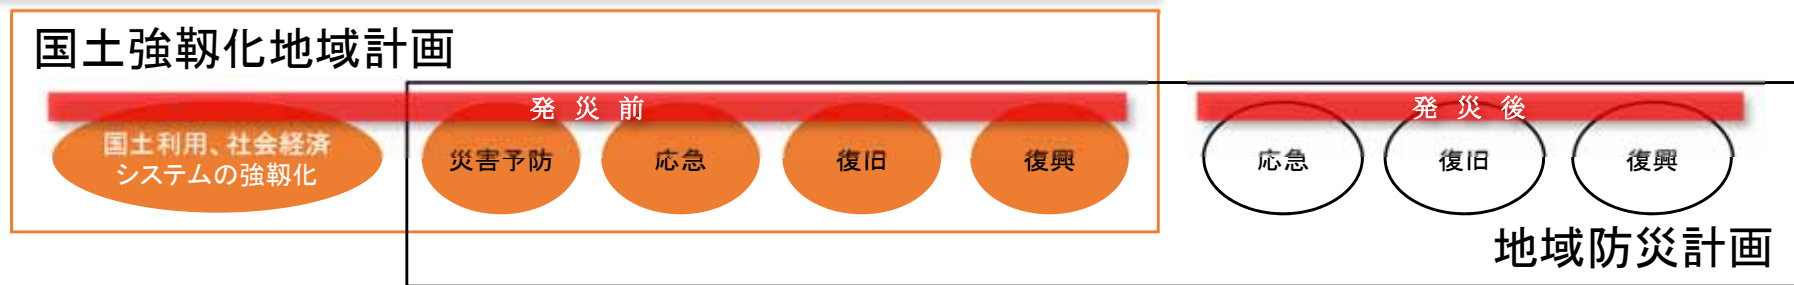 国土強靱化地域計画
発災前
発災後
国土利用、社会経済
システムの強靱化
災害予防
応急
復旧
復興
応急
復旧
復興
地域防災計画